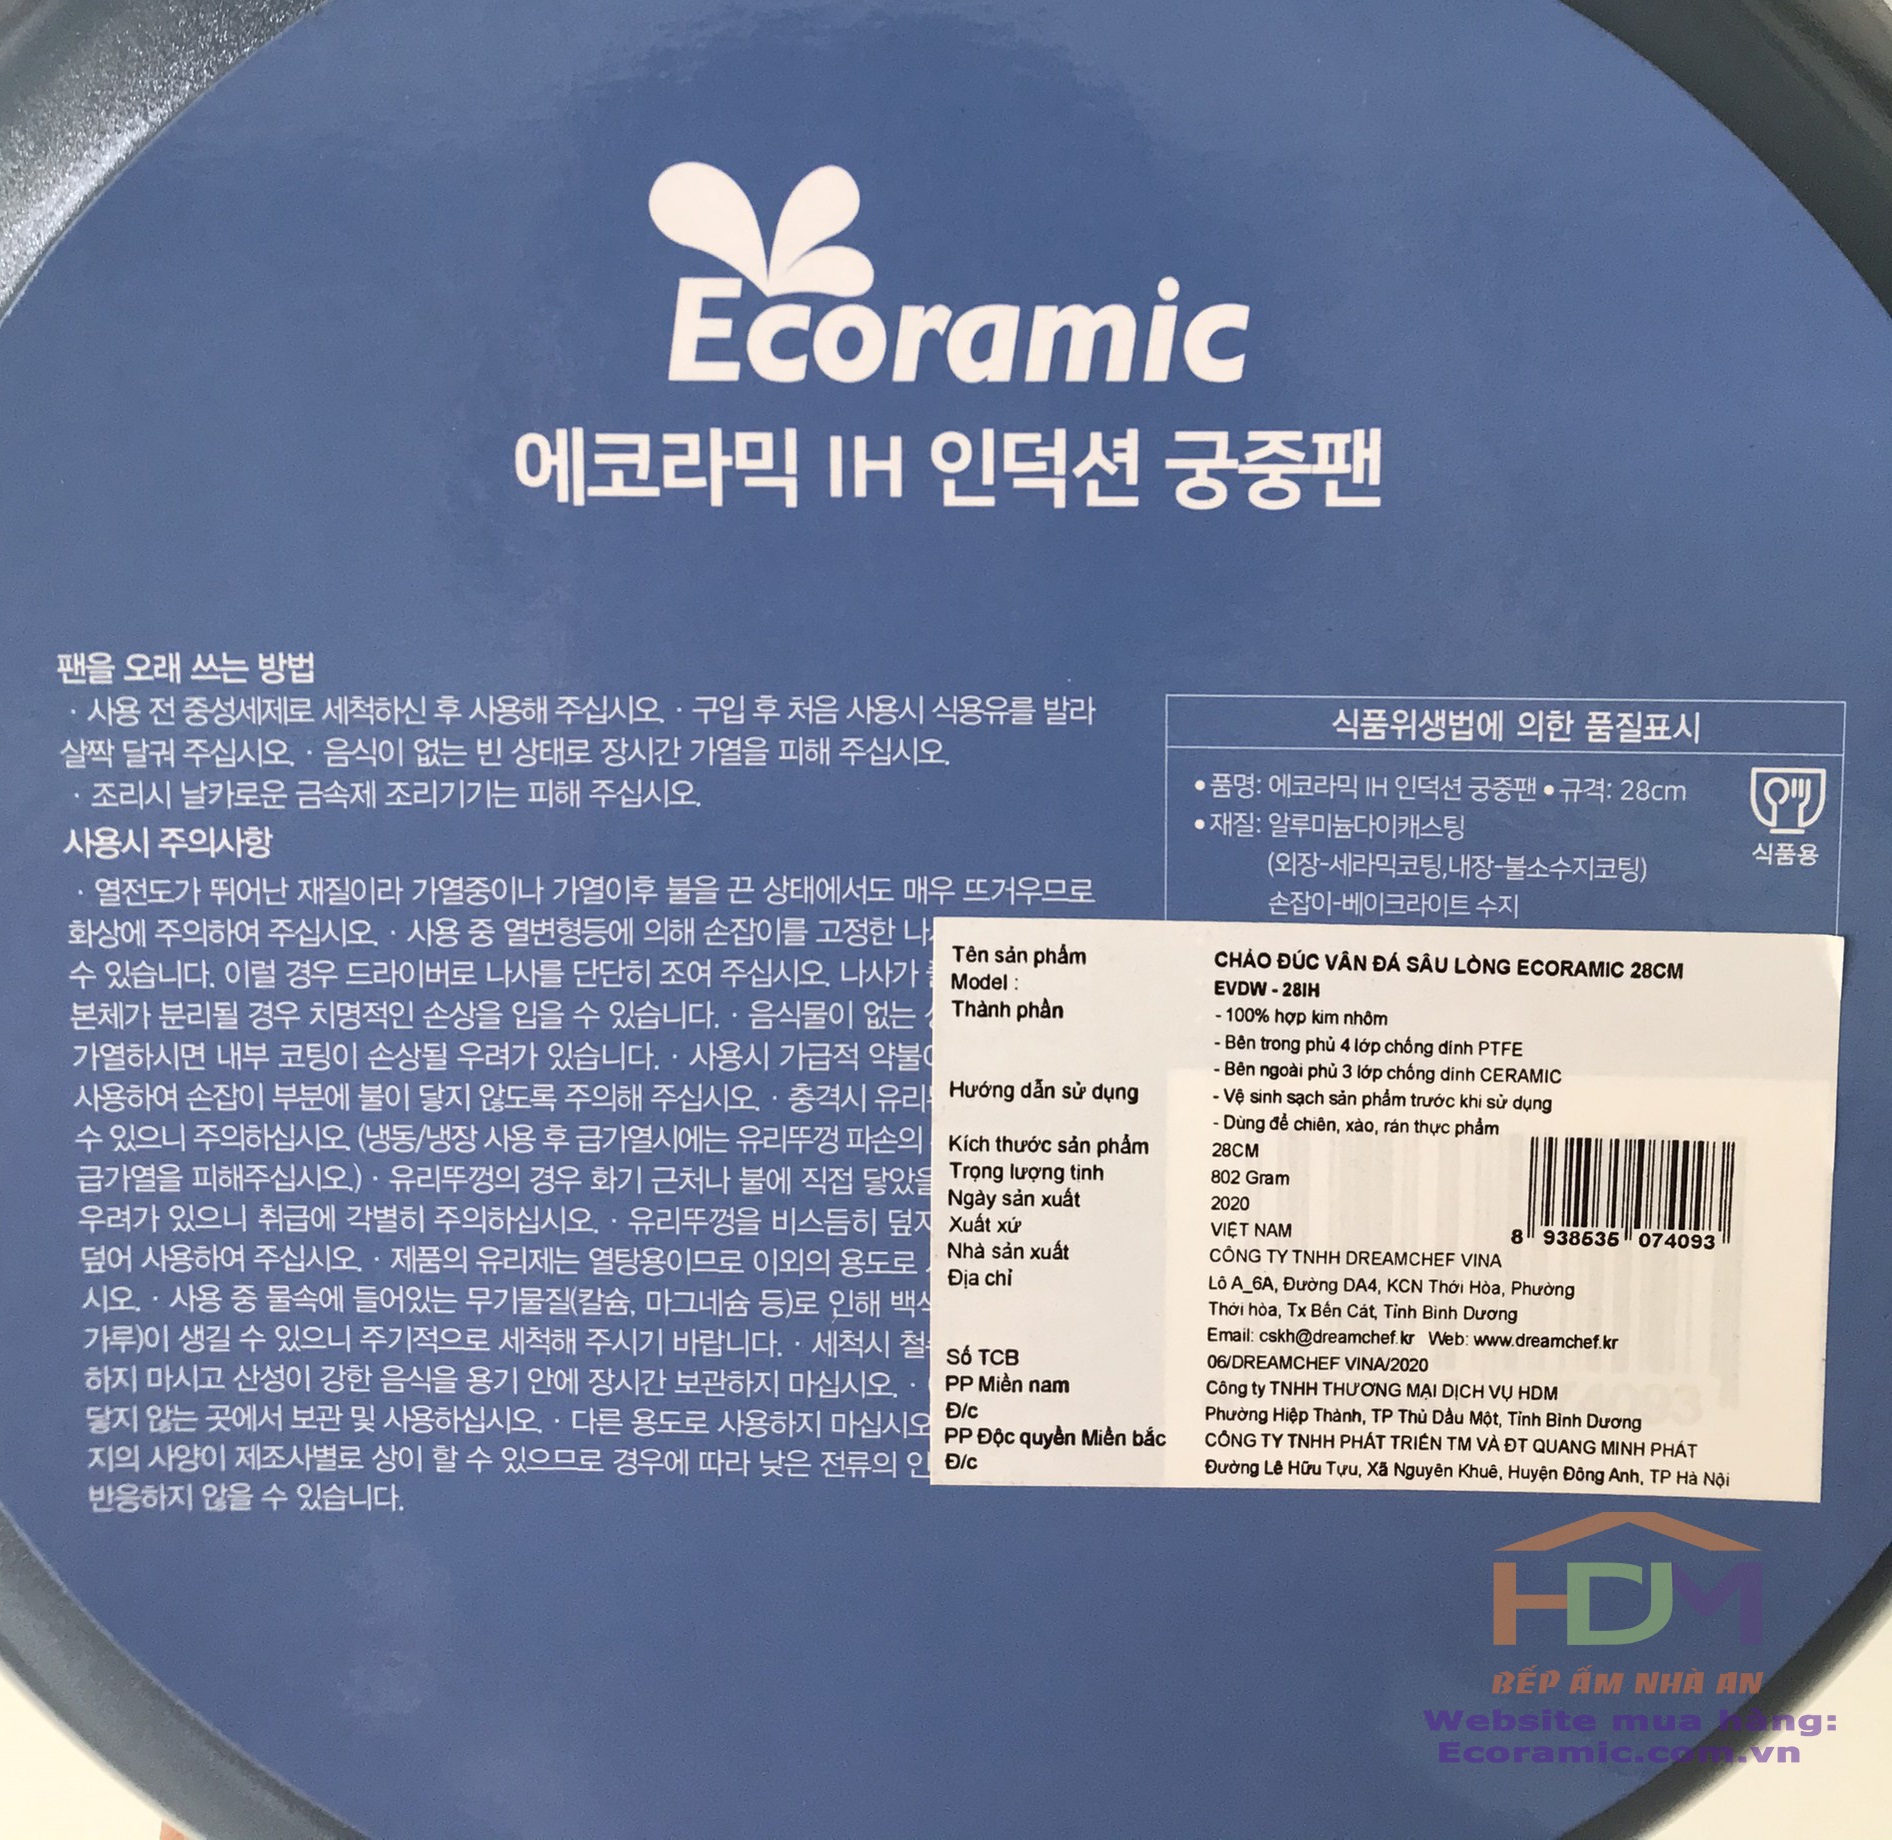 Ecoramic
에코라믹 IH 인덕션 궁중팬
팬을 오래 쓰는 방법
· 사용 전 중성세제로 세척하신 후 사용해 주십시오. · 구입 후 처음 사용시 식용유를 발라
살짝 달궈 주십시오. · 음식이 없는 빈 상태로 장시간 가열을 피해 주십시오.
· 조리시 날카로운 금속제 조리기기는 피해 주십시오.
사용시 주의사항
· 열전도가 뛰어난 재질이라 가열중이나 가열이후 불을 끈 상태에서도 매우 뜨거우므로
화상에 주의하여 주십시오. · 사용 중 열변형등에 의해 손잡이를 고정한
수 있습니다. 이럴 경우 드라이버로 나사를 단단히 조여 주십시오. 나사가
본체가 분리될 경우 치명적인 손상을 입을 수 있습니다. · 음식물이 없는
가열하시면 내부 코팅이 손상될 우려가 있습니다. · 사용시 가급적
사용하여 손잡이 부분에 불이 닿지 않도록 주의해 주십시오. · 충격시
수 있으니 주의하십시오. (냉동/냉장 사용 후 급가열시에는 유리뚜껑 파손의
급가열을 피해주십시오.) · 유리뚜껑의 경우 화기 근처나 불에 직접
우려가 있으니 취급에 각별히 주의하십시오. · 유리뚜껑을 비스듬히
덮어 사용하여 주십시오. · 제품의 유리제는 열탕용이므로 이외의 용도로
시오. · 사용 중 물속에 들어있는 무기물질(칼슘, 마그네슘 등)로 인해
가루)이 생길 수 있으니 주기적으로 세척해 주시기 바랍니다. · 세척시
하지 마시고 산성이 강한 음식을 용기 안에 장시간 보관하지 마십시오. ·
닿지 않는 곳에서 보관 및 사용하십시오. · 다른 용도로 사용하지 마십시오
지의 사양이 제조사별로 상이 할 수 있으므로 경우에 따라 낮은 전류의
반응하지 않을 수 있습니다.
식품위생법에 의한 품질표시
• 품명: 에코라믹 IH 인덕션 궁중팬 • 규격: 28cm
• 재질: 알루미늄다이캐스팅
(외장-세라믹코팅,내장-불소수지코팅)
손잡이-베이크라이트 수지
식품용
Tên sản phẩm CHẢO ĐÚC VÂN ĐÁ SÂU LÒNG ECORAMIC 28CM
Model : EVDW - 28IH
Thành phần - 100% hợp kim nhôm
- Bên trong phủ 4 lớp chống dính PTFE
- Bên ngoài phủ 3 lớp chống dính CERAMIC
Hướng dẫn sử dụng - Vệ sinh sạch sản phẩm trước khi sử dụng
- Dùng để chiên, xào, rán thực phẩm
Kích thước sản phẩm 28CM
Trọng lượng tịnh 802 Gram
Ngày sản xuất 2020
Xuất xứ VIỆT NAM
8 938535 074093
Nhà sản xuất CÔNG TY TNHH DREAMCHEF VINA
Địa chỉ Lô A_6A, Đường DA4, KCN Thới Hòa, Phường
Thới hòa, Tx Bến Cát, Tỉnh Bình Dương
Email: cskh@dreamchef.kr Web: www.dreamchef.kr
Số TCB 06/DREAMCHEF VINA/2020
PP Miền nam Công ty TNHH THƯƠNG MẠI DỊCH VỤ HDM
Đ/c Phường Hiệp Thành, TP Thủ Dầu Một, Tỉnh Bình Dương
PP Độc quyền Miền bắc CÔNG TY TNHH PHÁT TRIỂN TM VÀ ĐT QUANG MINH PHÁT
Đ/c Đường Lê Hữu Tựu, Xã Nguyên Khuê, Huyện Đông Anh, TP Hà Nội
HDM
BẾP ẤM NHÀ AN
Website mua hàng:
Ecoramic.com.vn